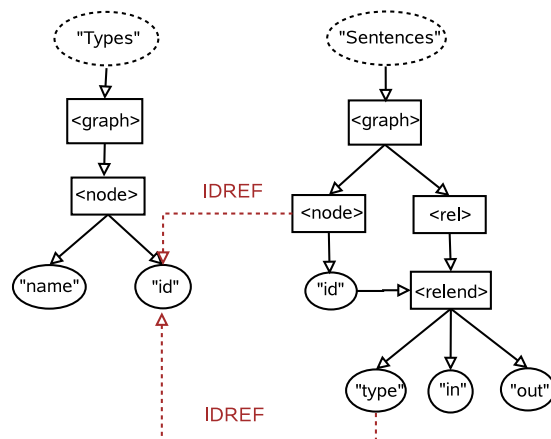 "Types"
"Sentences"
<graph>
<graph>
<node>
IDREF
<node>
<rel>
"name"
"id"
"id"
<relend>
"type"
"in"
"out"
IDREF